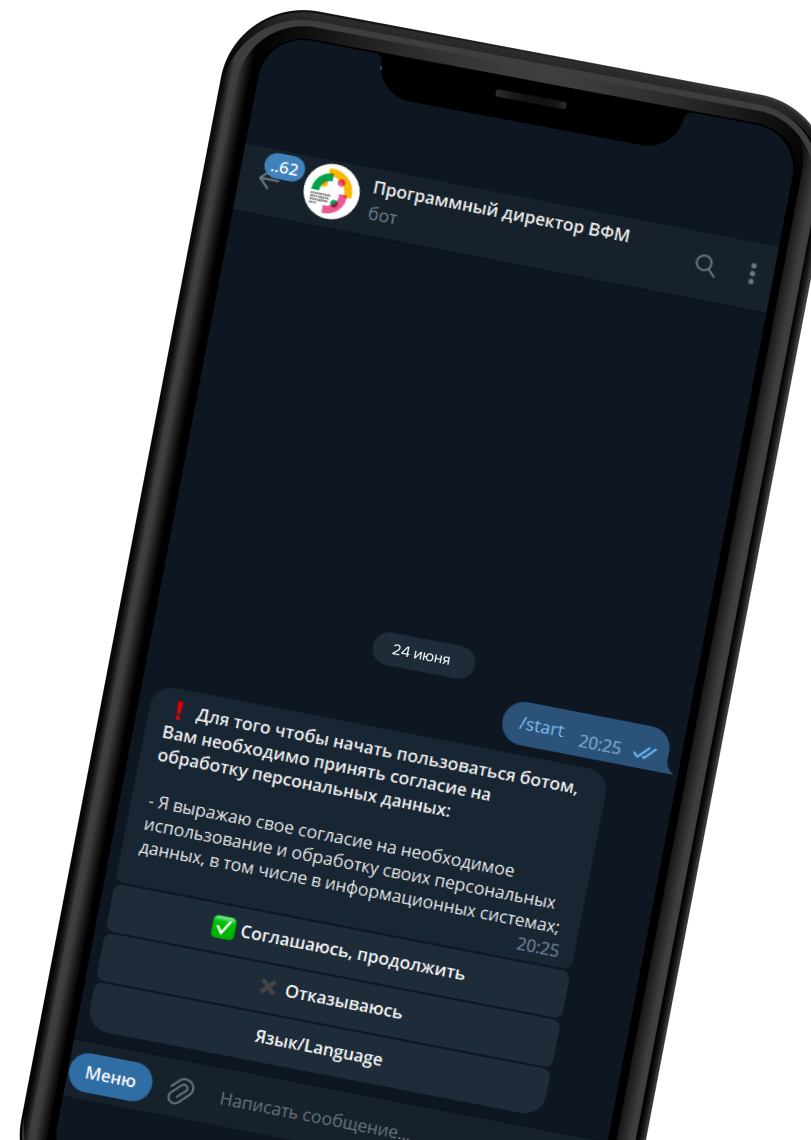 ..62
Программный директор ВФМ
бот
24 июня
/start 20:25
❗ Для того чтобы начать пользоваться ботом,
Вам необходимо принять согласие на
обработку персональных данных:
- Я выражаю свое согласие на необходимое
использование и обработку своих персональных
данных, в том числе в информационных системах;
20:25
✅ Соглашаюсь, продолжить
✖ Отказываюсь
Язык/Language
Меню
Написать сообщение...